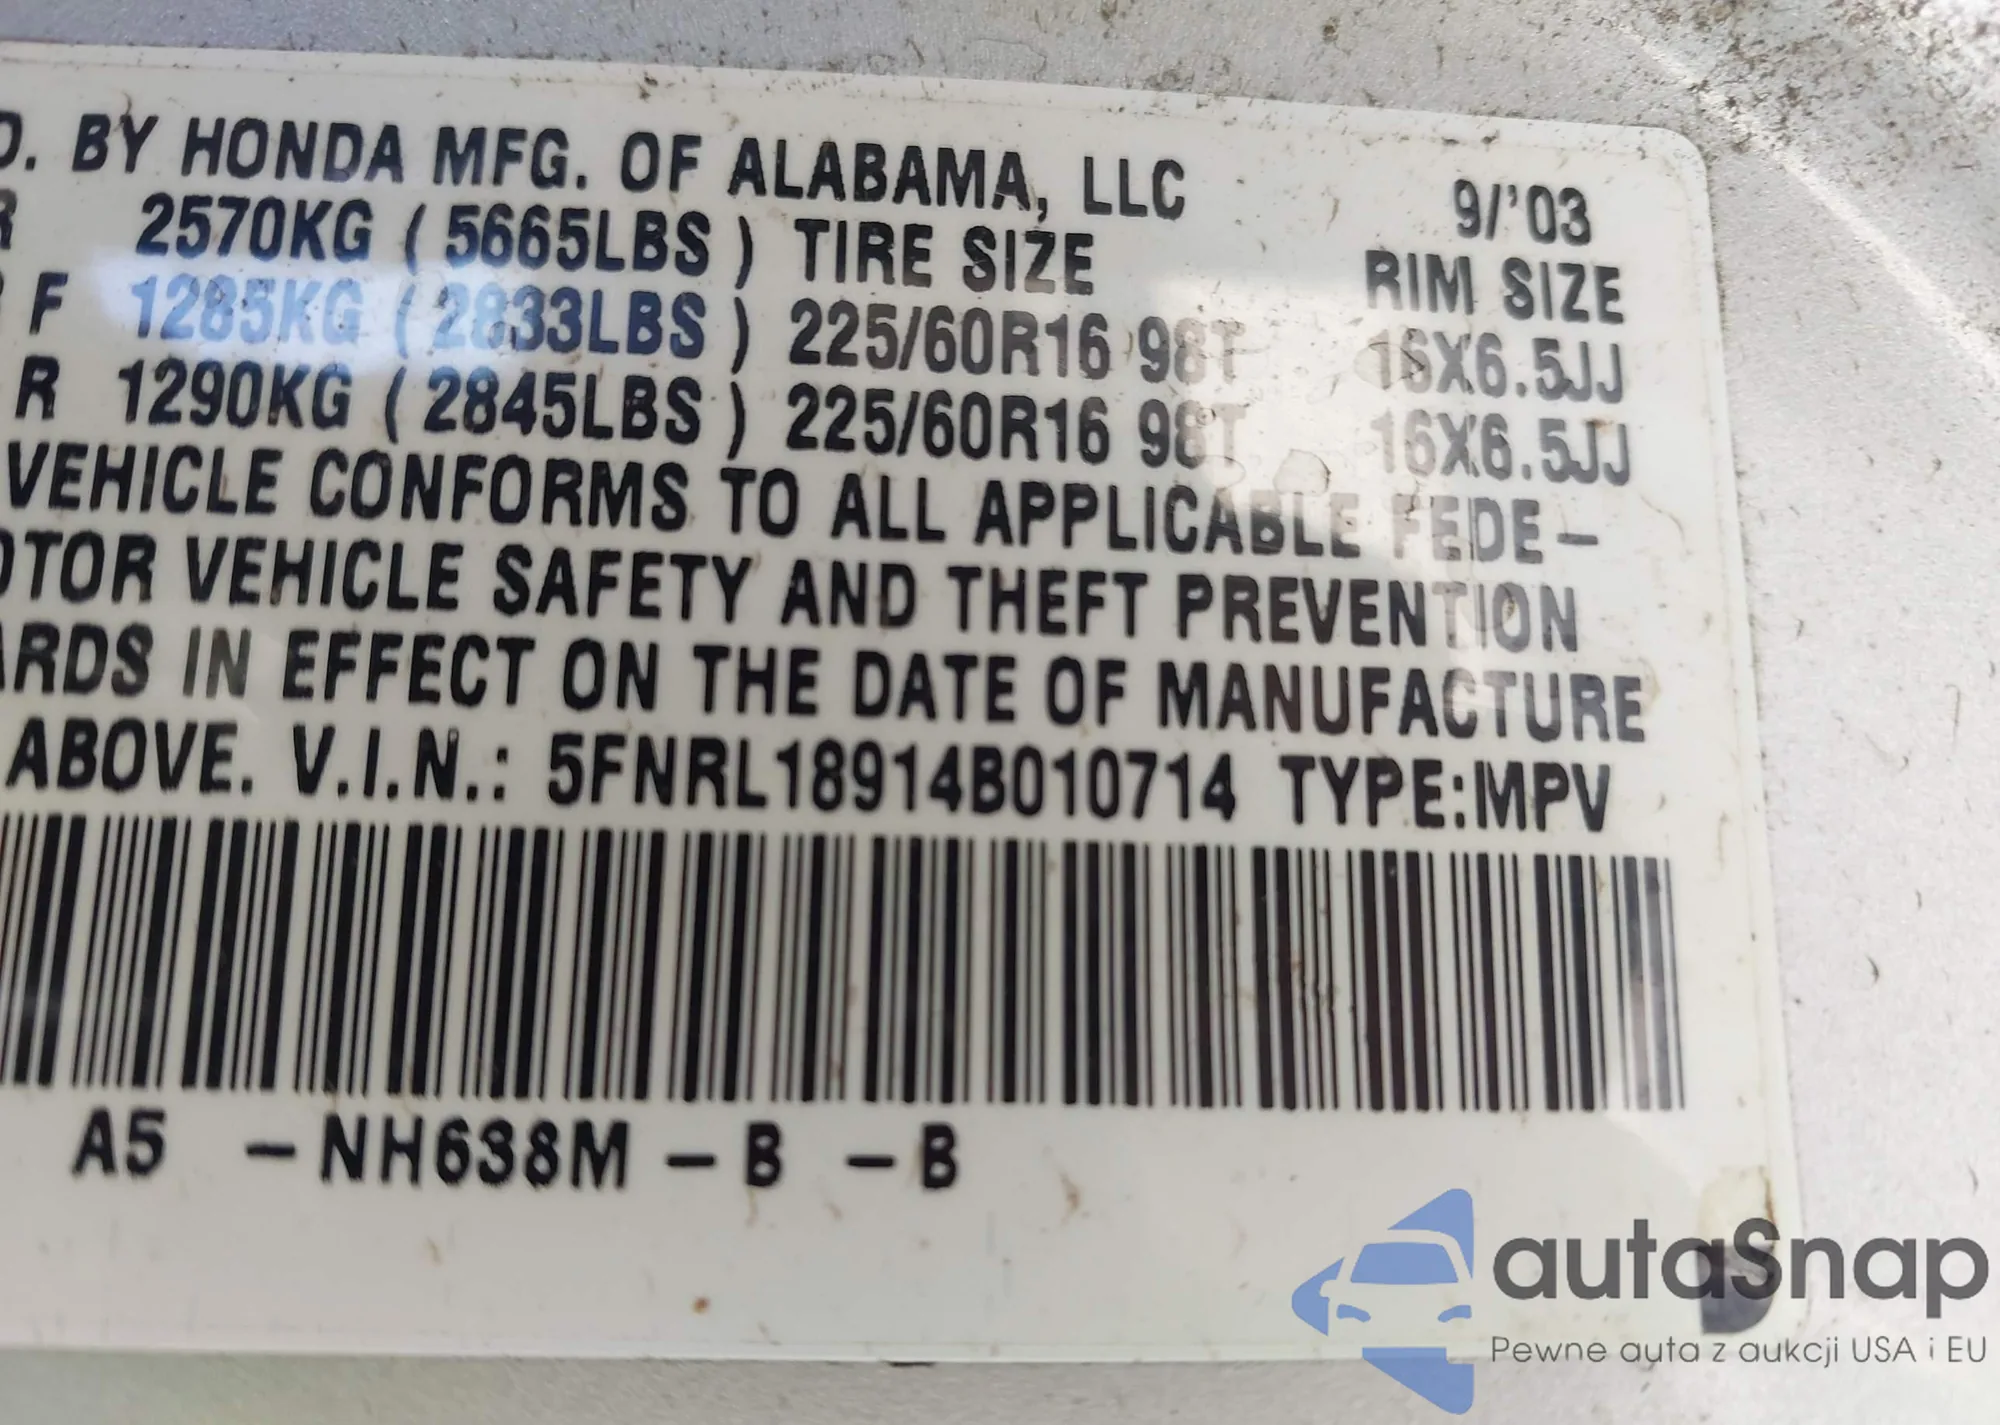 D. BY HONDA MFG. OF ALABAMA, LLC 9/'03
R 2570KG ( 5665LBS ) TIRE SIZE RIM SIZE
F 1285KG ( 2833LBS ) 225/60R16 98T 16X6.5JJ
R 1290KG ( 2845LBS ) 225/60R16 98T 16X6.5JJ
VEHICLE CONFORMS TO ALL APPLICABLE FEDE-
OTOR VEHICLE SAFETY AND THEFT PREVENTION
ARDS IN EFFECT ON THE DATE OF MANUFACTURE
ABOVE. V.I.N.: 5FNRL18914B010714 TYPE:MPV
A5 -NH638M -B -B
autaSnap
Pewne auta z aukcji USA i EU